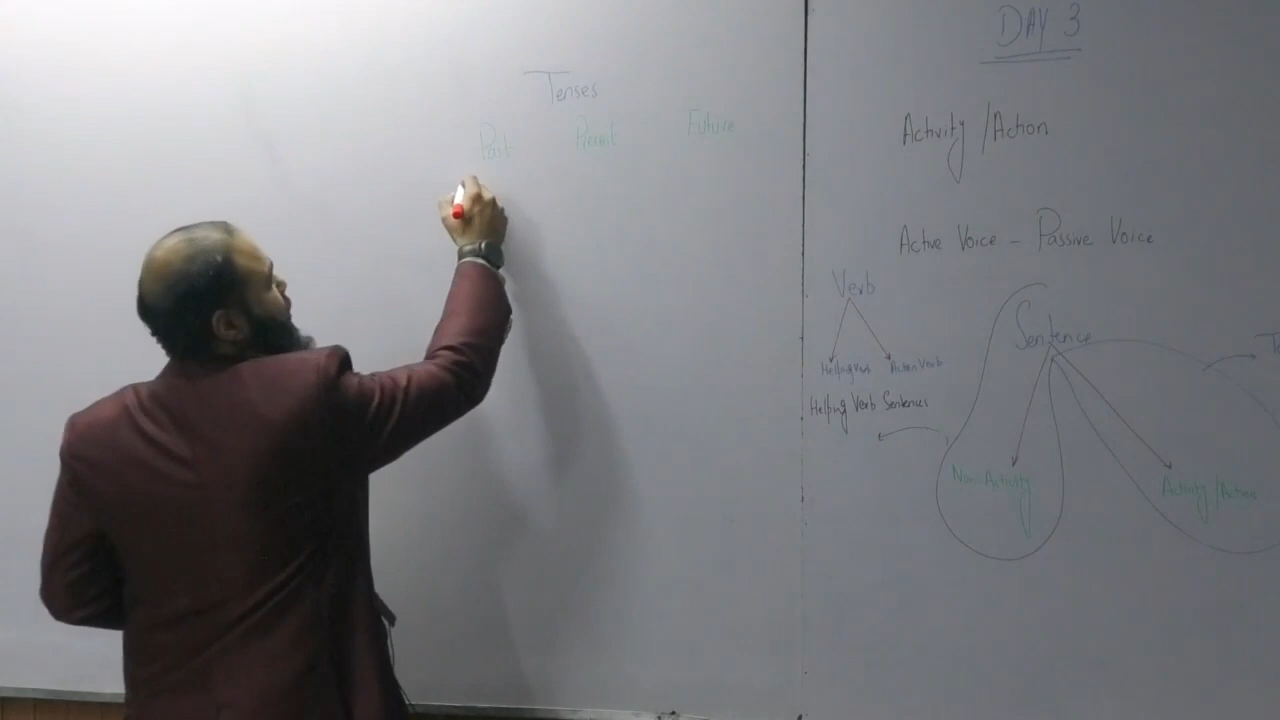 Tenses
Past Present Future
DAY 3
Activity / Action
Active Voice - Passive Voice
Verb
Helping Verb Action Verb
Helping Verb Sentences
Sentence
Non-Activity Activity / Action